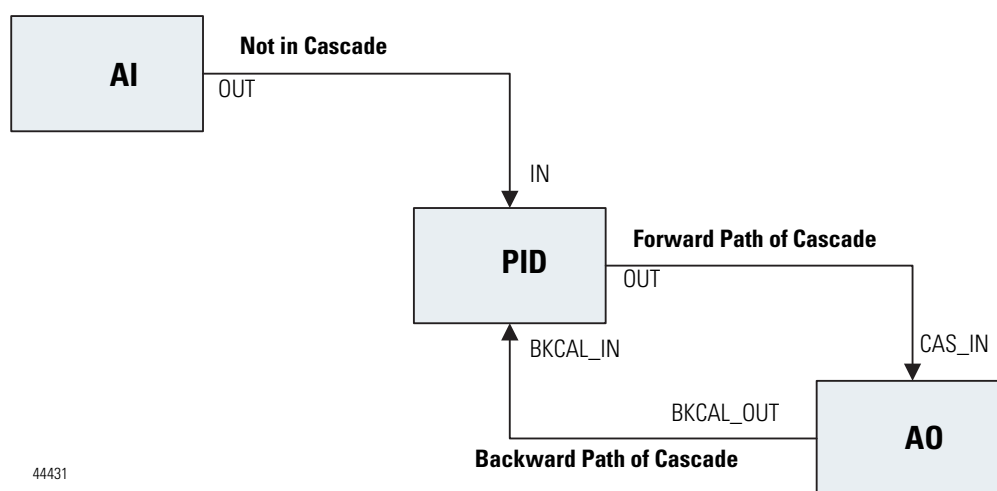 Not in Cascade
AI
OUT
IN
PID
Forward Path of Cascade
OUT
BKCAL_IN
CAS_IN
BKCAL_OUT
AO
Backward Path of Cascade
44431